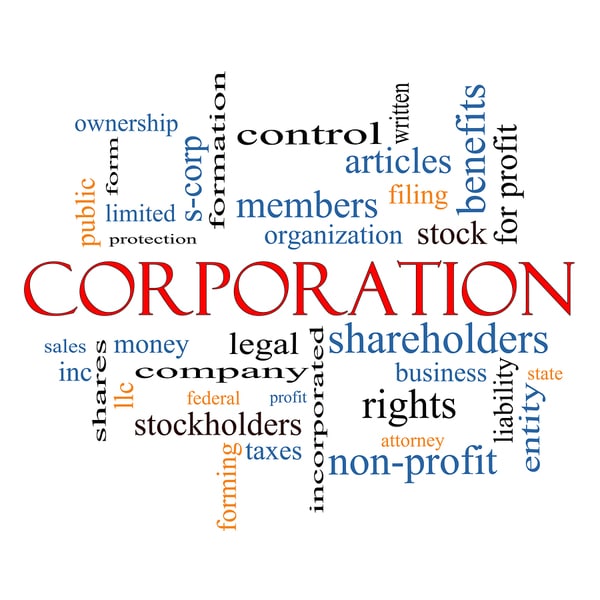 ownership
form
public
limited
protection
s-corp
formation
control
written
articles
benefits
members
filing
for profit
organization
stock
CORPORATION
sales
money
legal
shareholders
inc
shares
company
incorporated
business
liability
state
llc
federal
profit
rights
entity
stockholders
attorney
taxes
non-profit
forming